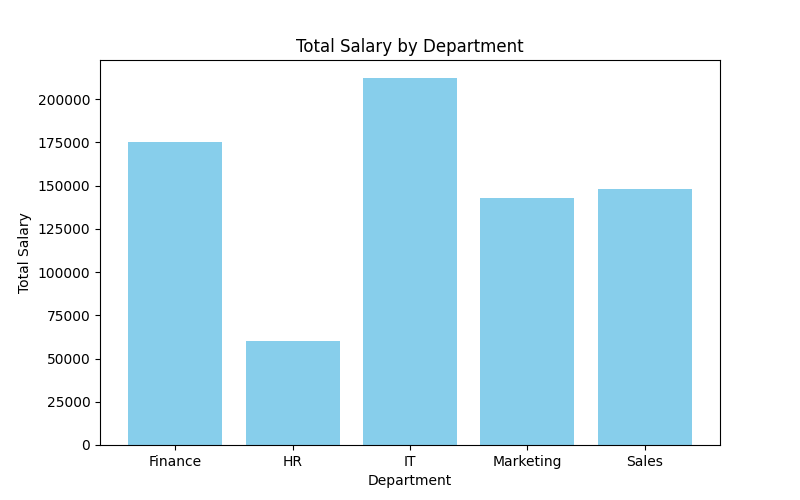 Total Salary by Department
Total Salary
200000
175000
150000
125000
100000
75000
50000
25000
0
Finance HR IT Marketing Sales
Department